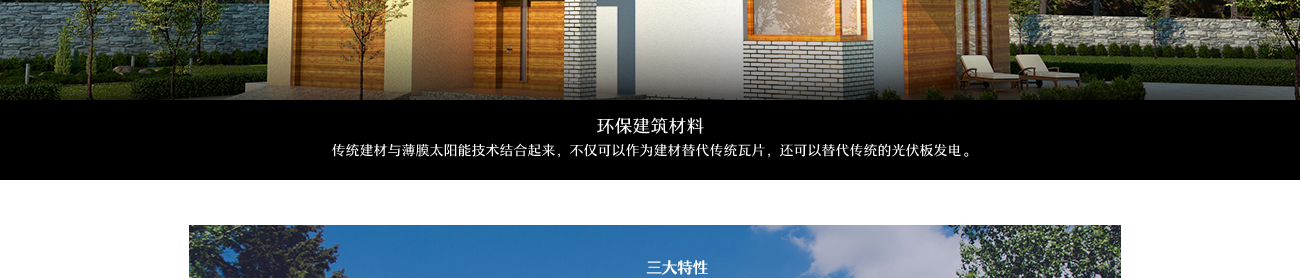 环保建筑材料
传统建材与薄膜太阳能技术结合起来，不仅可以作为建材替代传统瓦片，还可以替代传统的光伏板发电。
三大特性